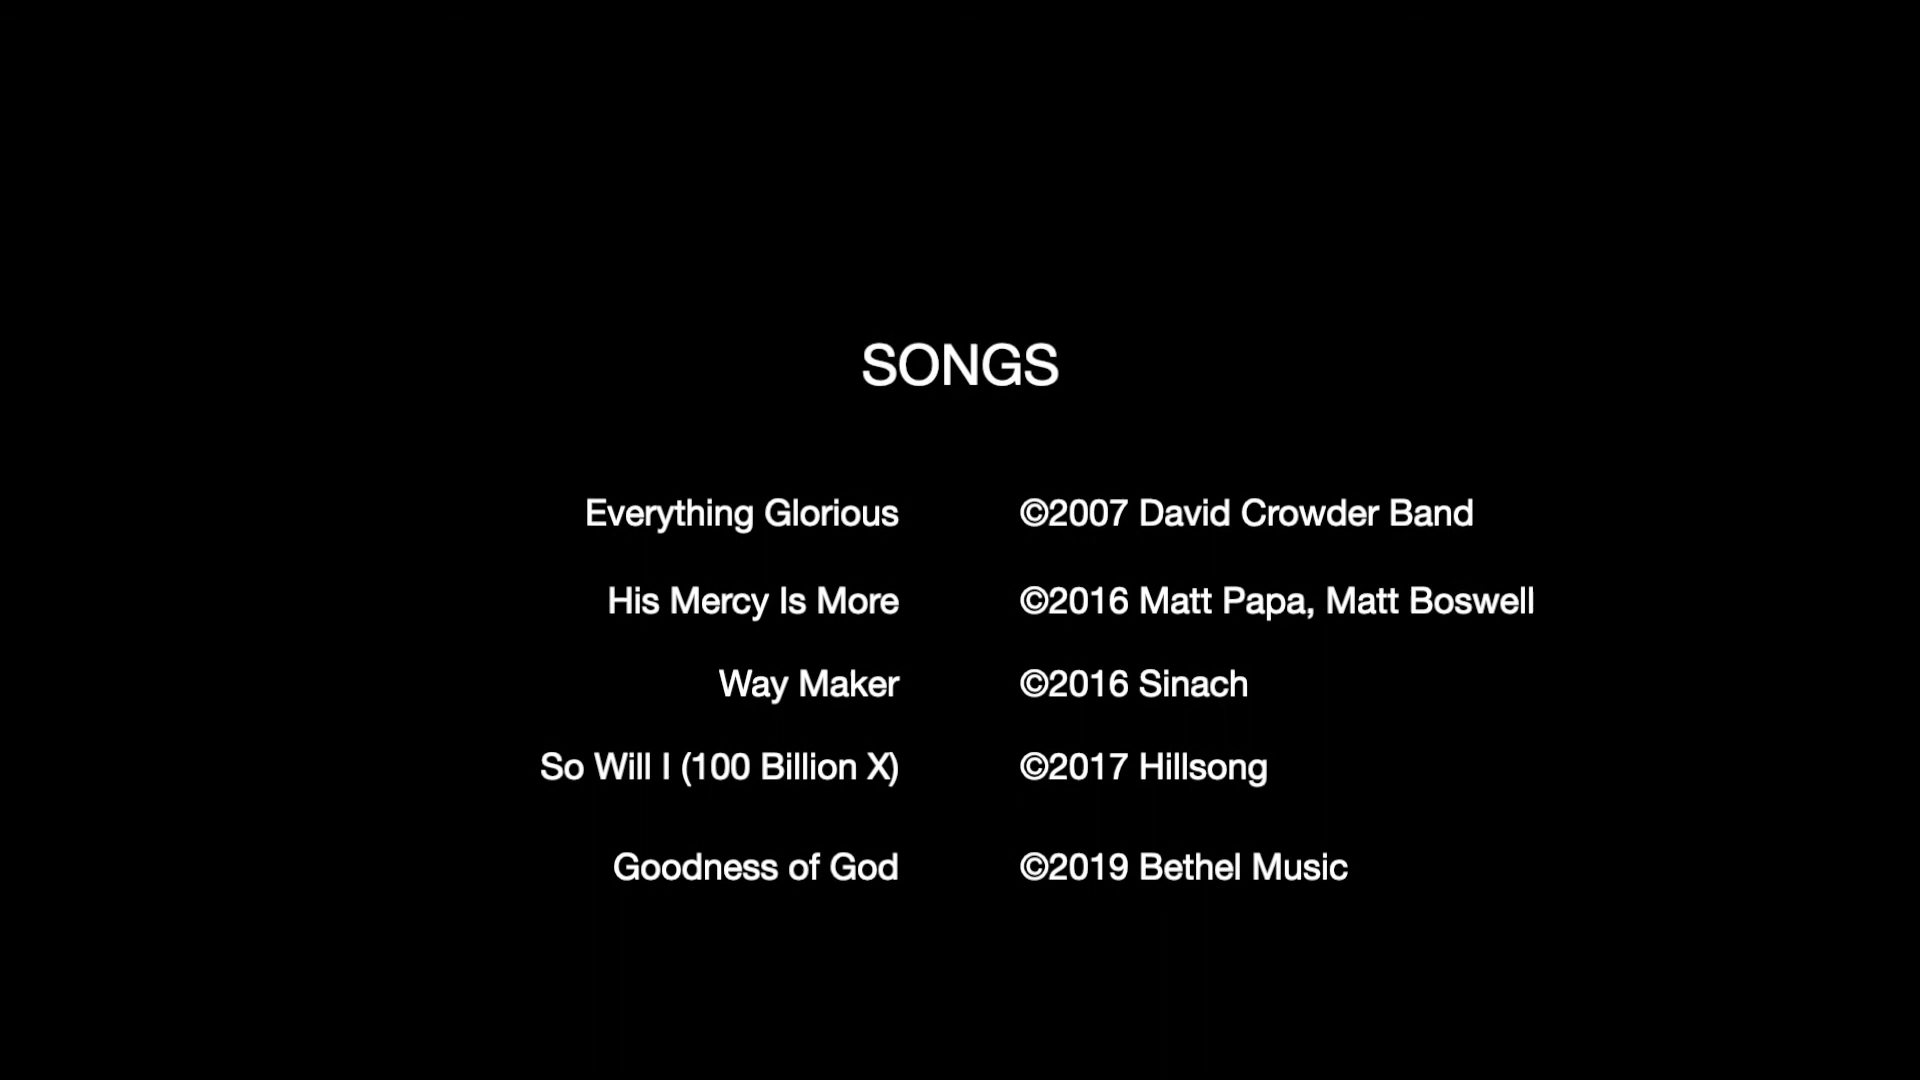 SONGS
Everything Glorious ©2007 David Crowder Band
His Mercy Is More ©2016 Matt Papa, Matt Boswell
Way Maker ©2016 Sinach
So Will I (100 Billion X) ©2017 Hillsong
Goodness of God ©2019 Bethel Music